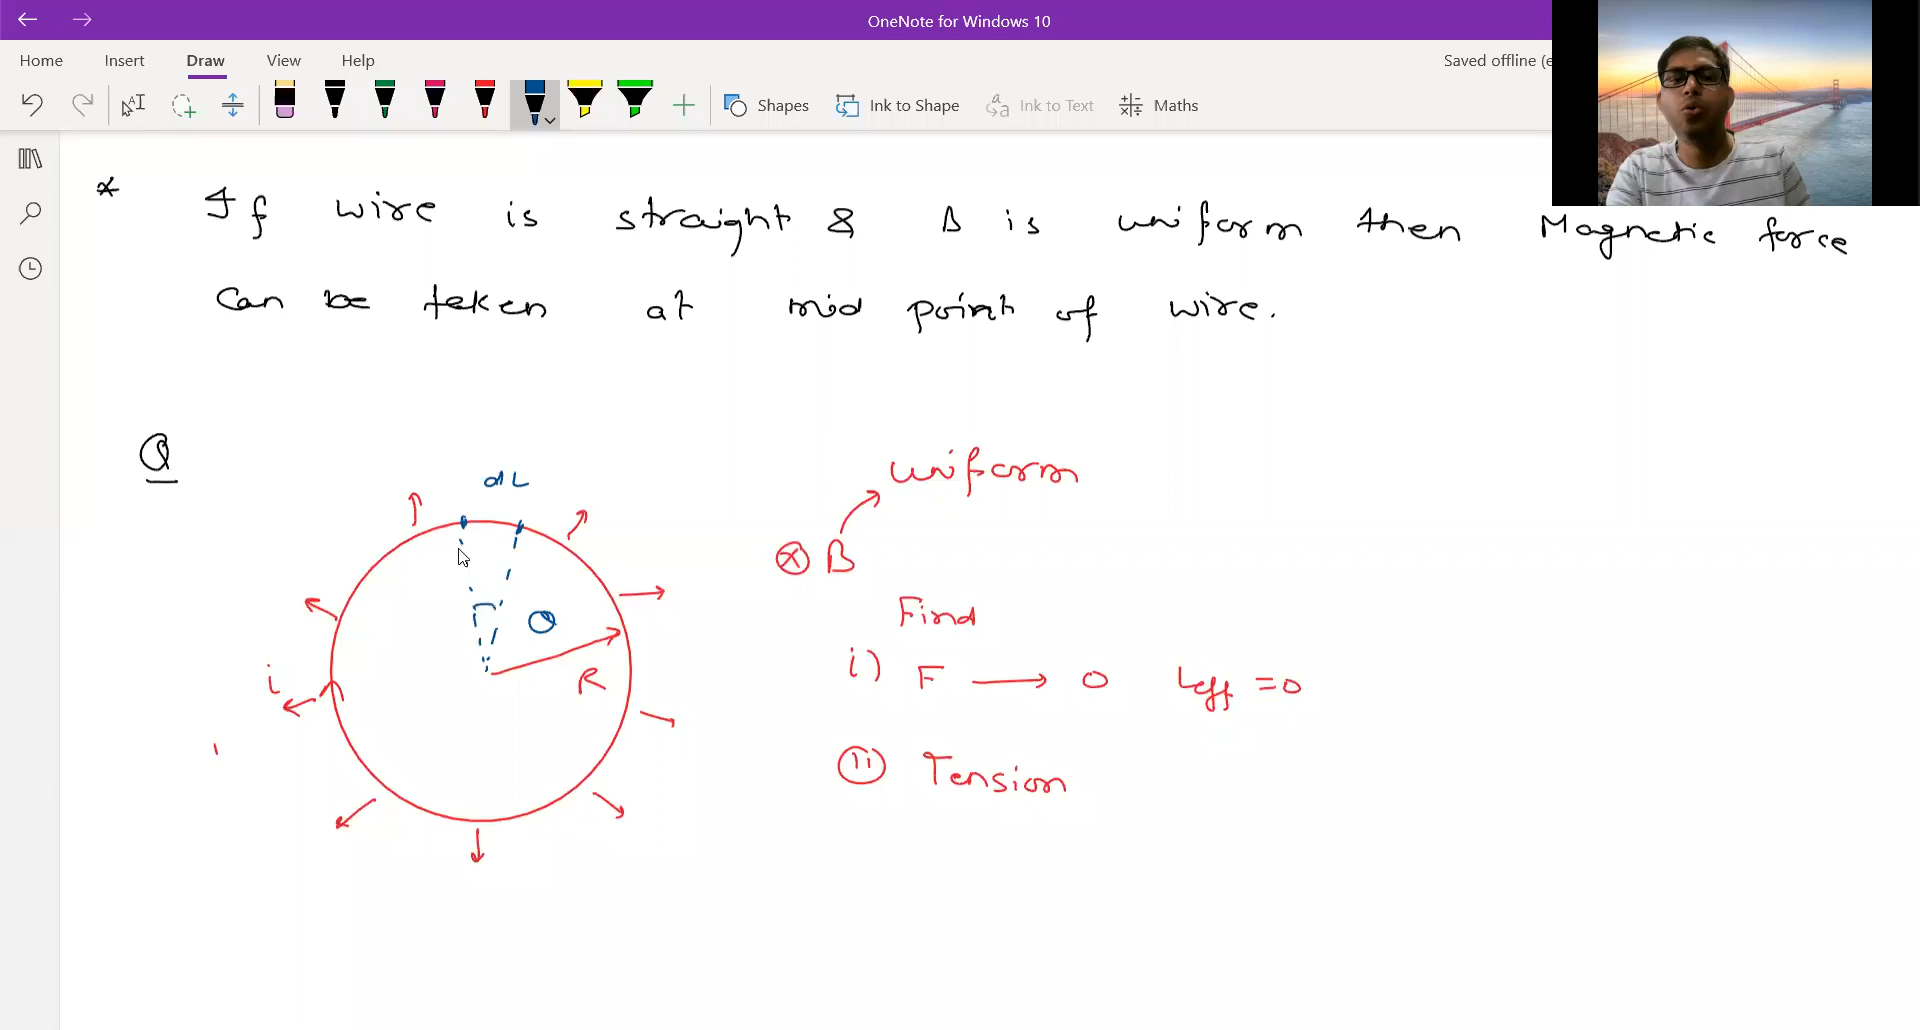 OneNote for Windows 10
Home Insert Draw View Help
Saved offline (e
Shapes Ink to Shape Ink to Text Maths
* If wire is straight & B is uniform then Magnetic force
can be taken at mid point of wire.
Q
dL
uniform
⊗ B
Find
θ
R
i
i) F → 0 Leff = 0
(ii) Tension